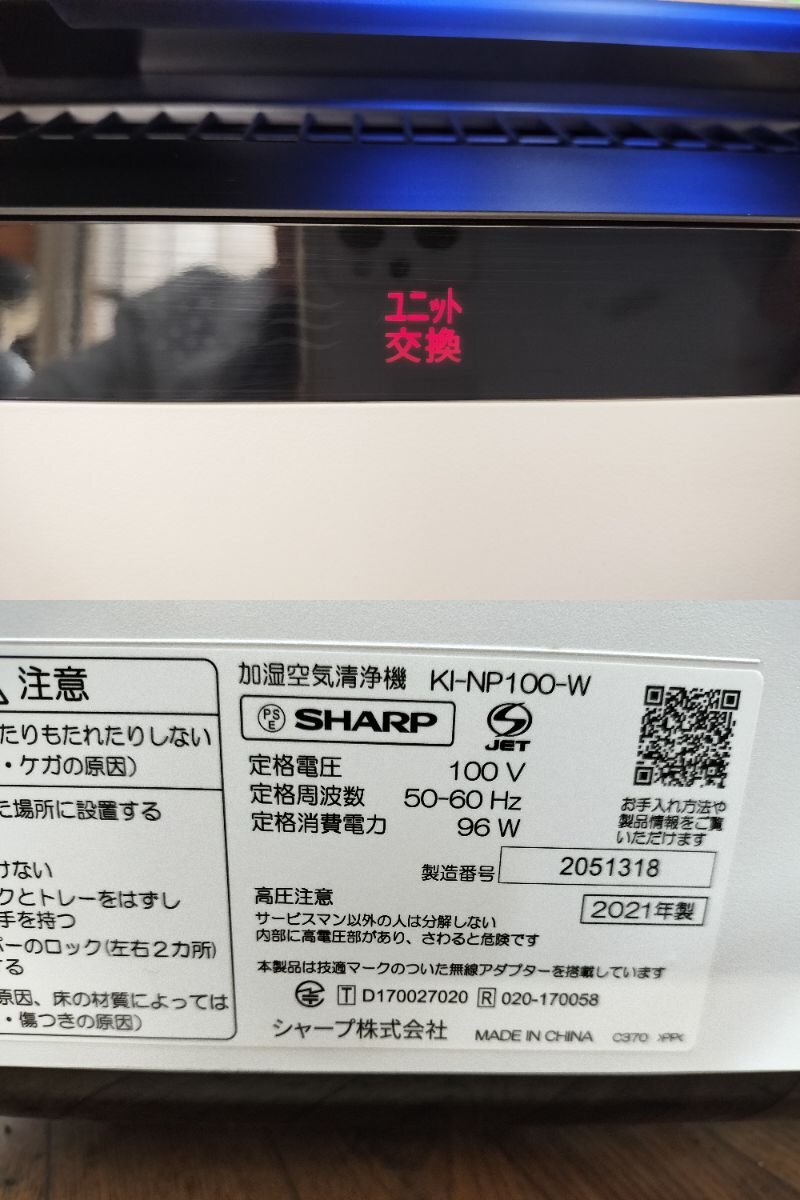 ユニット
交換
注意
たりもたれたりしない
・ケガの原因)
た場所に設置する
けない
クとトレーをはずし
手を持つ
バーのロック(左右2カ所)
する
原因、床の材質によっては
・傷つきの原因)
加湿空気清浄機 KI-NP100-W
PSE SHARP
JET
定格電圧 100 V
定格周波数 50-60 Hz
定格消費電力 96 W
お手入れ方法や
製品情報をご覧
いただけます
製造番号 2051318
2021年製
高圧注意
サービスマン以外の人は分解しない
内部に高電圧部があり、さわると危険です
本製品は技適マークのついた無線アダプターを搭載しています
T D170027020 R 020-170058
シャープ株式会社 MADE IN CHINA C370 >PP<